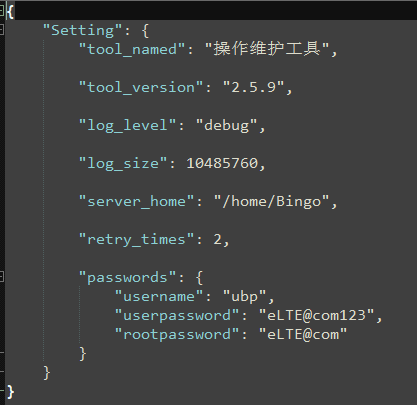 {
"Setting": {
"tool_named": "操作维护工具",
"tool_version": "2.5.9",
"log_level": "debug",
"log_size": 10485760,
"server_home": "/home/Bingo",
"retry_times": 2,
"passwords": {
"username": "ubp",
"userpassword": "eLTE@com123",
"rootpassword": "eLTE@com"
}
}
}